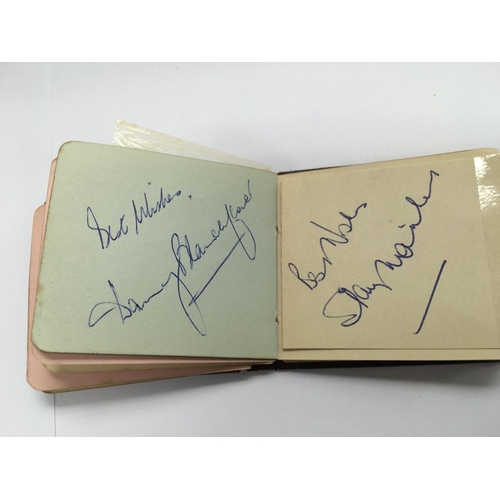 Best Wishes,
Danny Blanchflower
Best Wishes